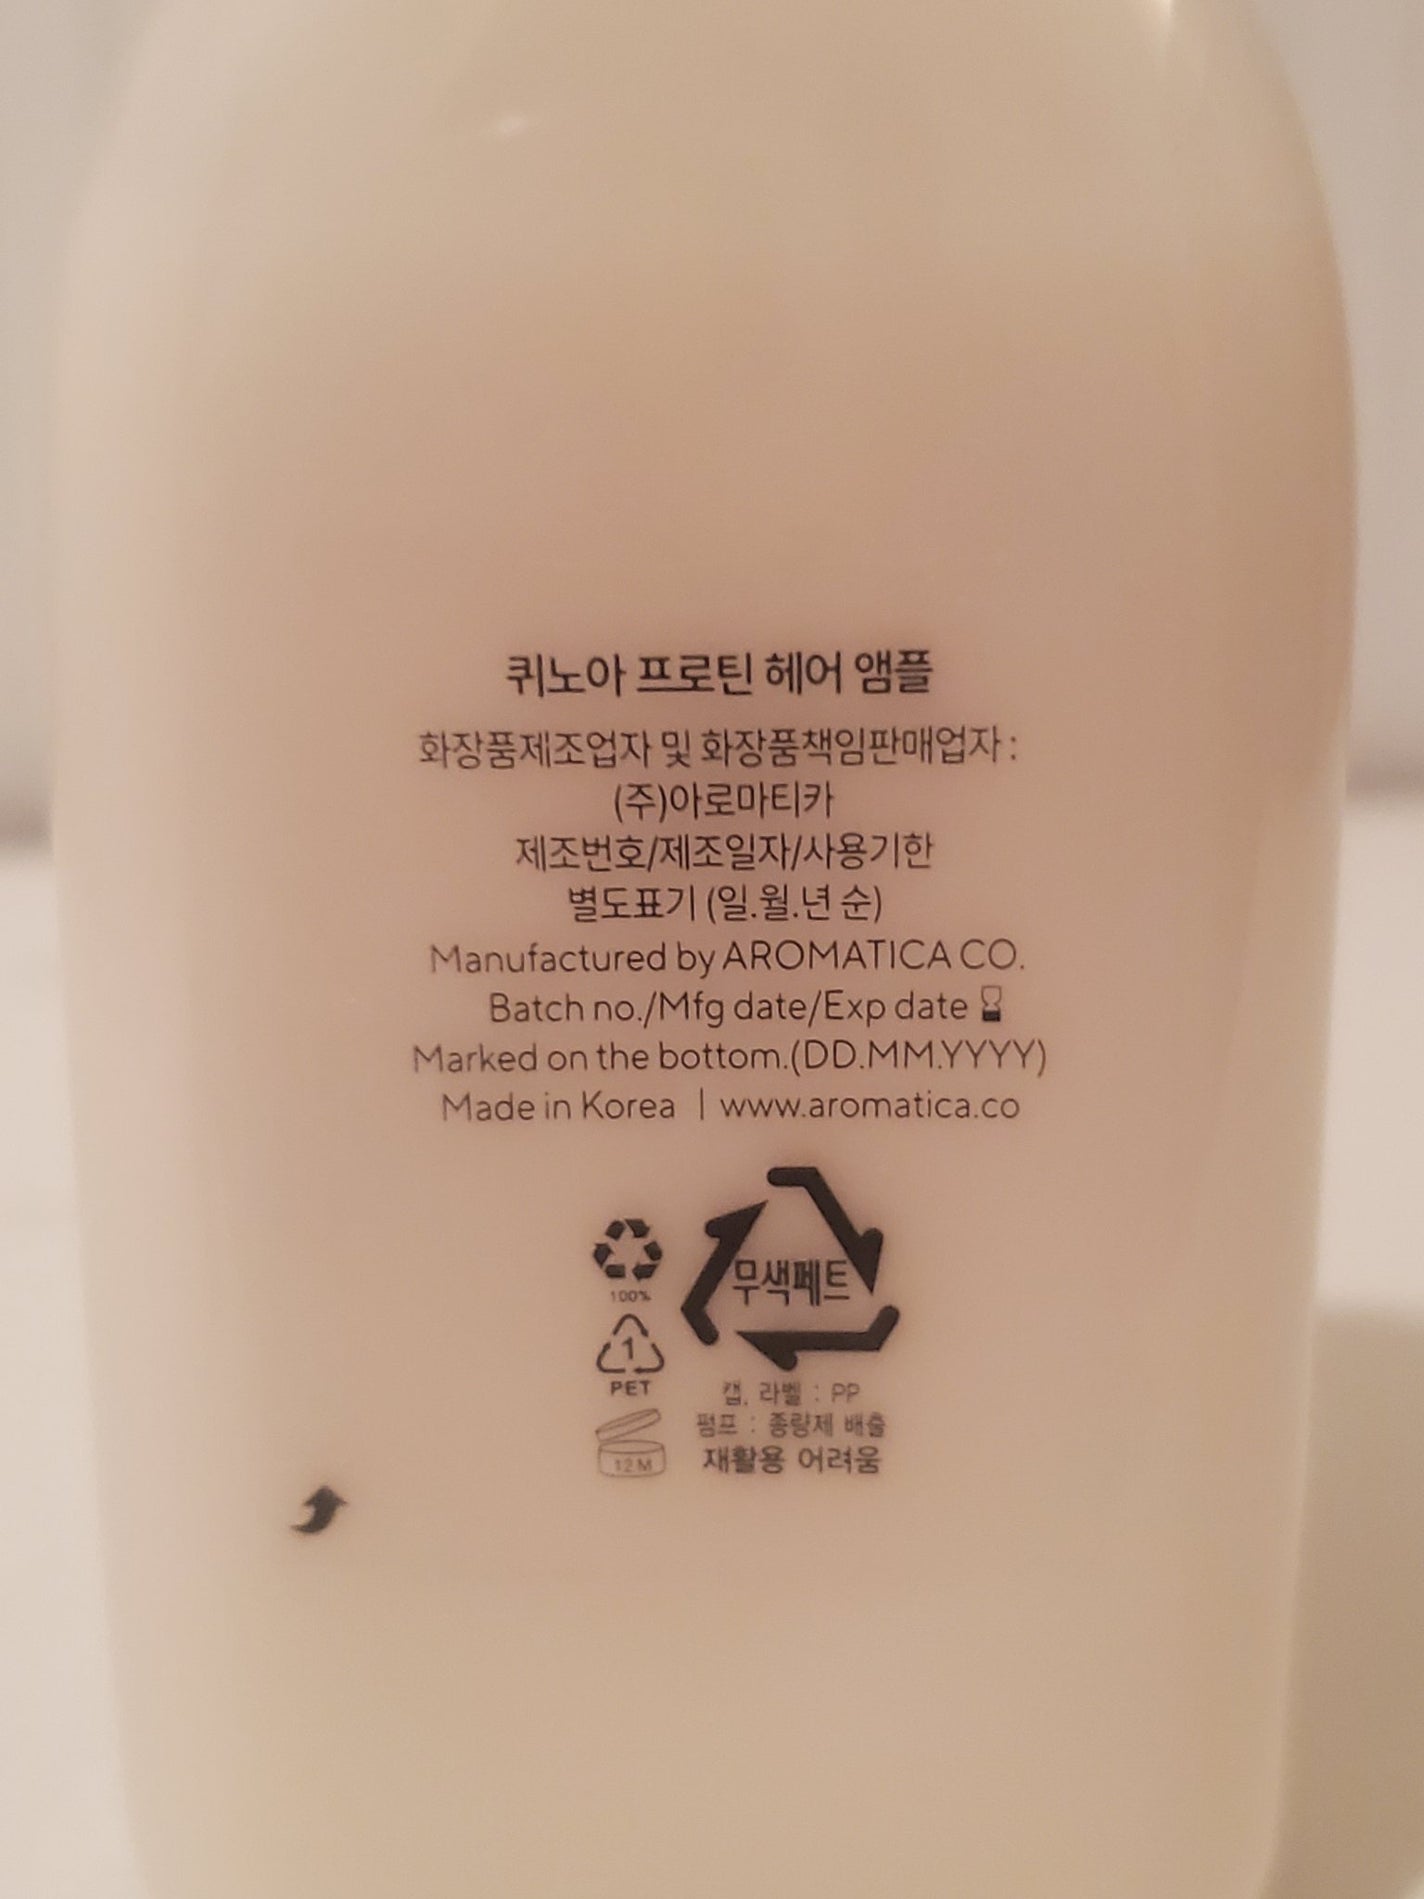 퀴노아 프로틴 헤어 앰플
화장품제조업자 및 화장품책임판매업자 :
(주)아로마티카
제조번호/제조일자/사용기한
별도표기 (일.월.년 순)
Manufactured by AROMATICA CO.
Batch no./Mfg date/Exp date
Marked on the bottom.(DD.MM.YYYY)
Made in Korea | www.aromatica.co
무색페트
100%
1
PET
캡, 라벨 : PP
펌프 : 종량제 배출
재활용 어려움
12M